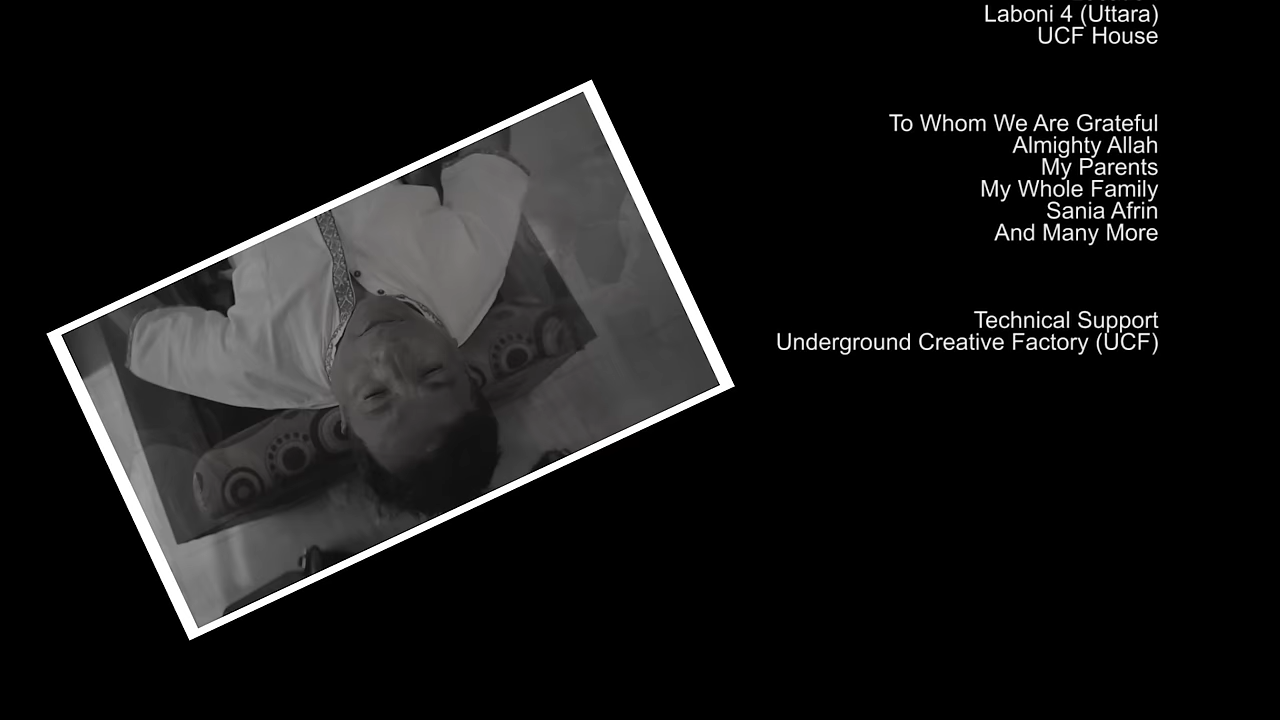 Laboni 4 (Uttara)
UCF House
To Whom We Are Grateful
Almighty Allah
My Parents
My Whole Family
Sania Afrin
And Many More
Technical Support
Underground Creative Factory (UCF)